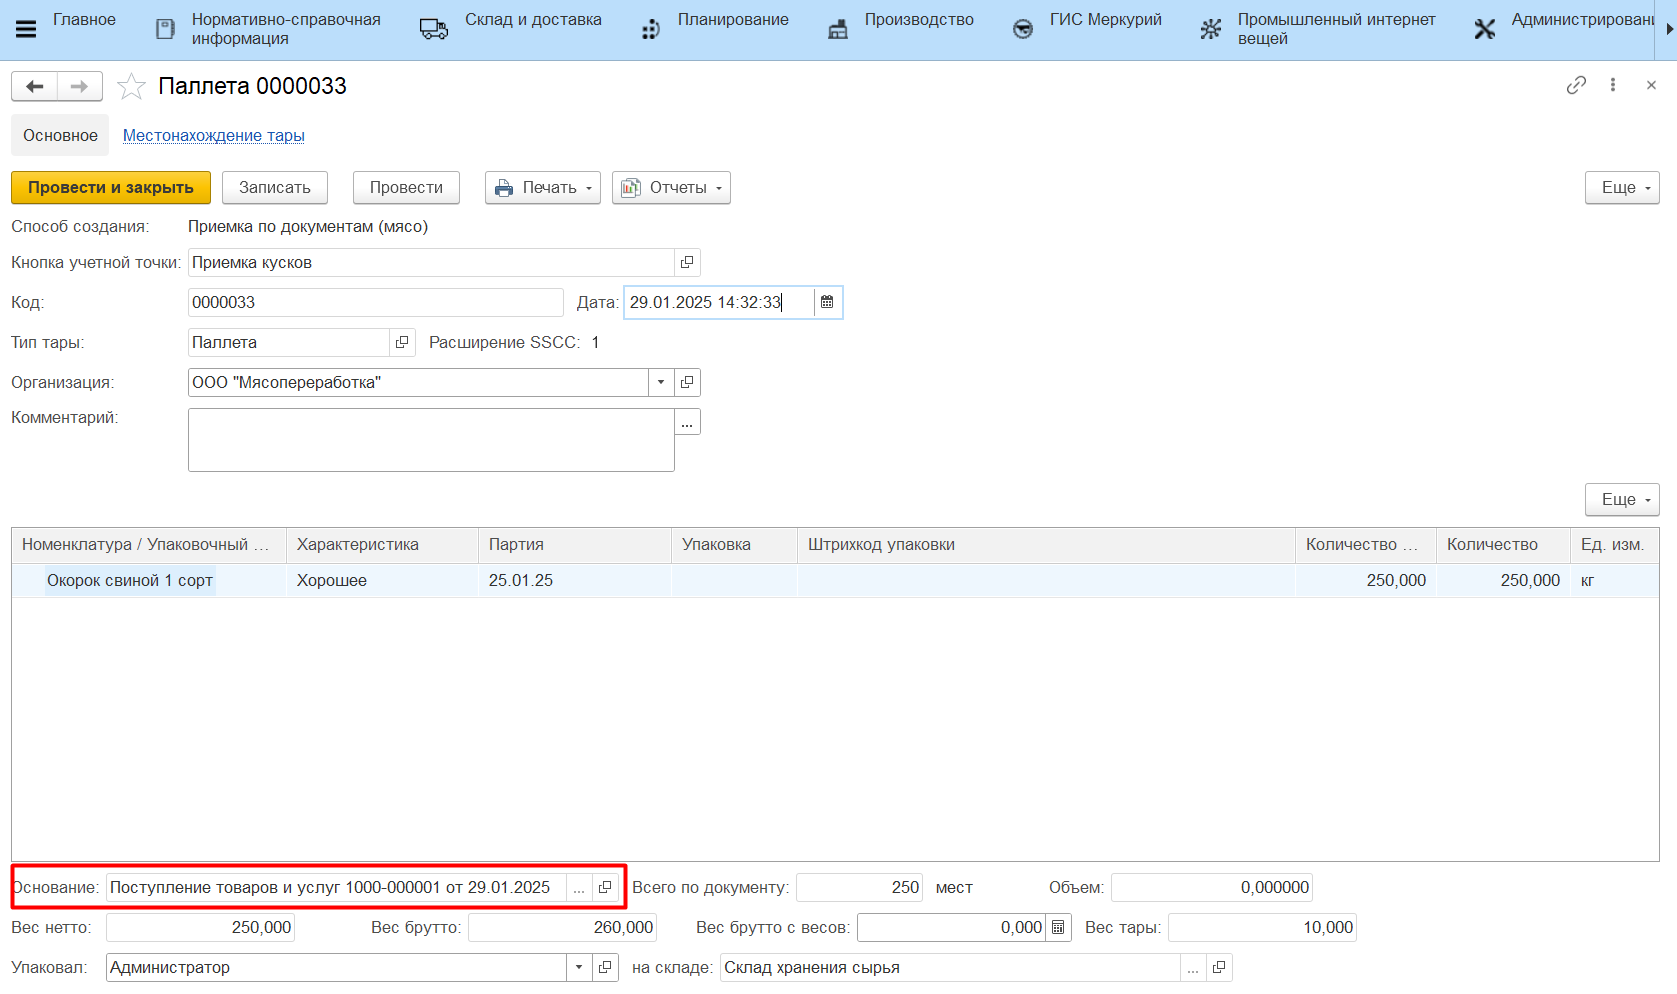 Главное
Нормативно-справочная
информация
Склад и доставка
Планирование
Производство
ГИС Меркурий
Промышленный интернет
вещей
Паллета 0000033
Основное Местонахождение тары
Провести и закрыть Записать Провести Печать Отчеты Еще
Способ создания: Приемка по документам (мясо)
Кнопка учетной точки: Приемка кусков
Код: 0000033 Дата: 29.01.2025 14:32:33
Тип тары: Паллета Расширение SSCC: 1
Организация: ООО "Мясопереработка"
Комментарий: ...
Еще
Номенклатура / Упаковочный ... Характеристика Партия Упаковка Штрихкод упаковки Количество ... Количество Ед. изм.
Окорок свиной 1 сорт Хорошее 25.01.25 250,000 250,000 кг
Основание: Поступление товаров и услуг 1000-000001 от 29.01.2025 ... Всего по документу: 250 мест Объем: 0,000000
Вес нетто: 250,000 Вес брутто: 260,000 Вес брутто с весов: 0,000 Вес тары: 10,000
Упаковал: Администратор на складе: Склад хранения сырья ...